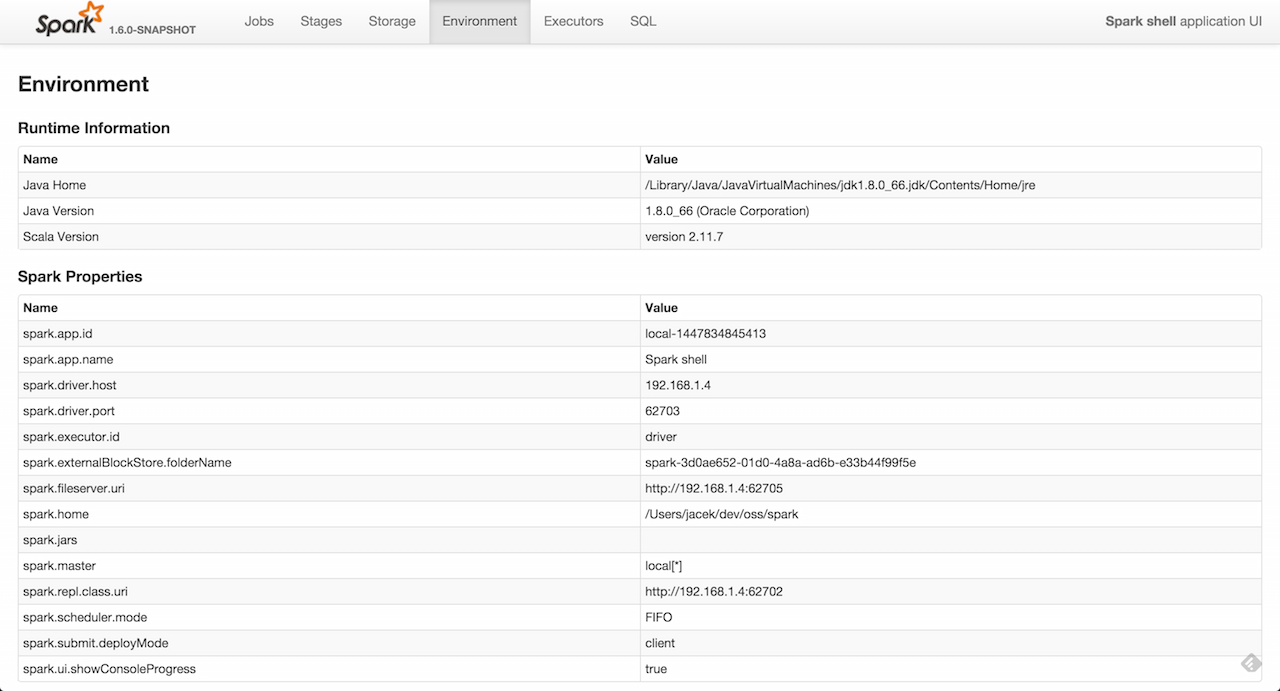 Spark 1.6.0-SNAPSHOT Jobs Stages Storage Environment Executors SQL Spark shell application UI
Environment
Runtime Information
Name Value
Java Home /Library/Java/JavaVirtualMachines/jdk1.8.0_66.jdk/Contents/Home/jre
Java Version 1.8.0_66 (Oracle Corporation)
Scala Version version 2.11.7
Spark Properties
Name Value
spark.app.id local-1447834845413
spark.app.name Spark shell
spark.driver.host 192.168.1.4
spark.driver.port 62703
spark.executor.id driver
spark.externalBlockStore.folderName spark-3d0ae652-01d0-4a8a-ad6b-e33b44f99f5e
spark.fileserver.uri http://192.168.1.4:62705
spark.home /Users/jacek/dev/oss/spark
spark.jars
spark.master local[*]
spark.repl.class.uri http://192.168.1.4:62702
spark.scheduler.mode FIFO
spark.submit.deployMode client
spark.ui.showConsoleProgress true